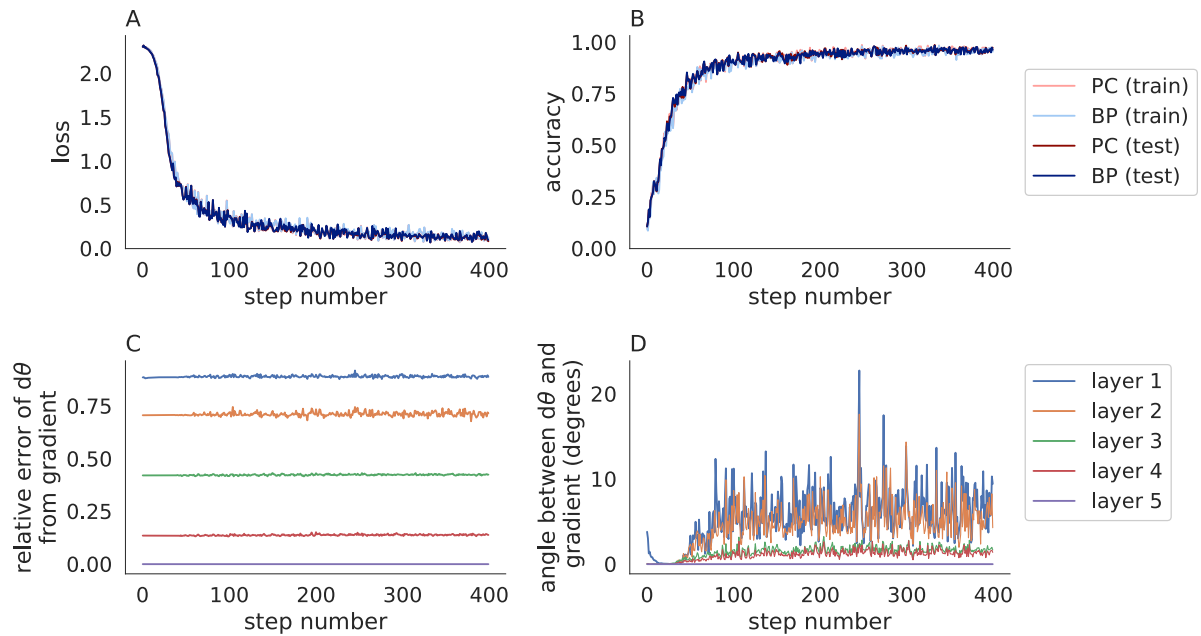 A
loss
2.0
1.5
1.0
0.5
0.0
0
100
200
300
400
step number
B
accuracy
1.00
0.75
0.50
0.25
0.00
0
100
200
300
400
step number
PC (train)
BP (train)
PC (test)
BP (test)
C
relative error of dθ
from gradient
0.75
0.50
0.25
0.00
0
100
200
300
400
step number
D
angle between dθ and
gradient (degrees)
20
10
0
0
100
200
300
400
step number
layer 1
layer 2
layer 3
layer 4
layer 5